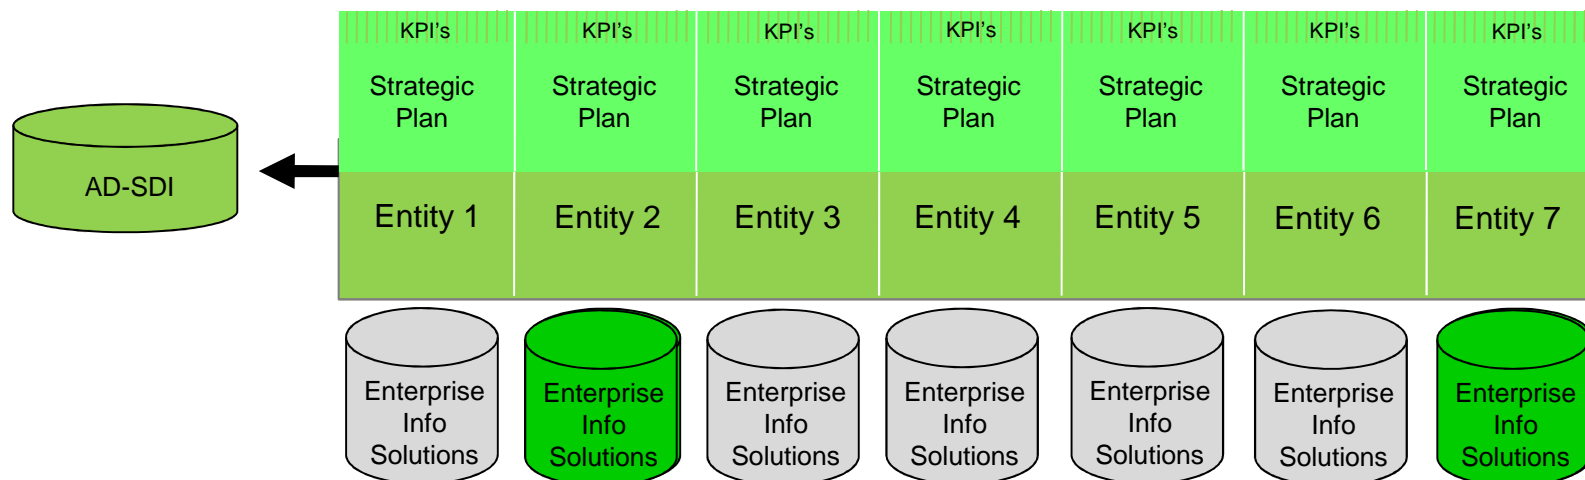 KPI's KPI's KPI's KPI's KPI's KPI's KPI's
Strategic Strategic Strategic Strategic Strategic Strategic Strategic
Plan Plan Plan Plan Plan Plan Plan
AD-SDI
Entity 1 Entity 2 Entity 3 Entity 4 Entity 5 Entity 6 Entity 7
Enterprise Enterprise Enterprise Enterprise Enterprise Enterprise Enterprise
Info Info Info Info Info Info Info
Solutions Solutions Solutions Solutions Solutions Solutions Solutions